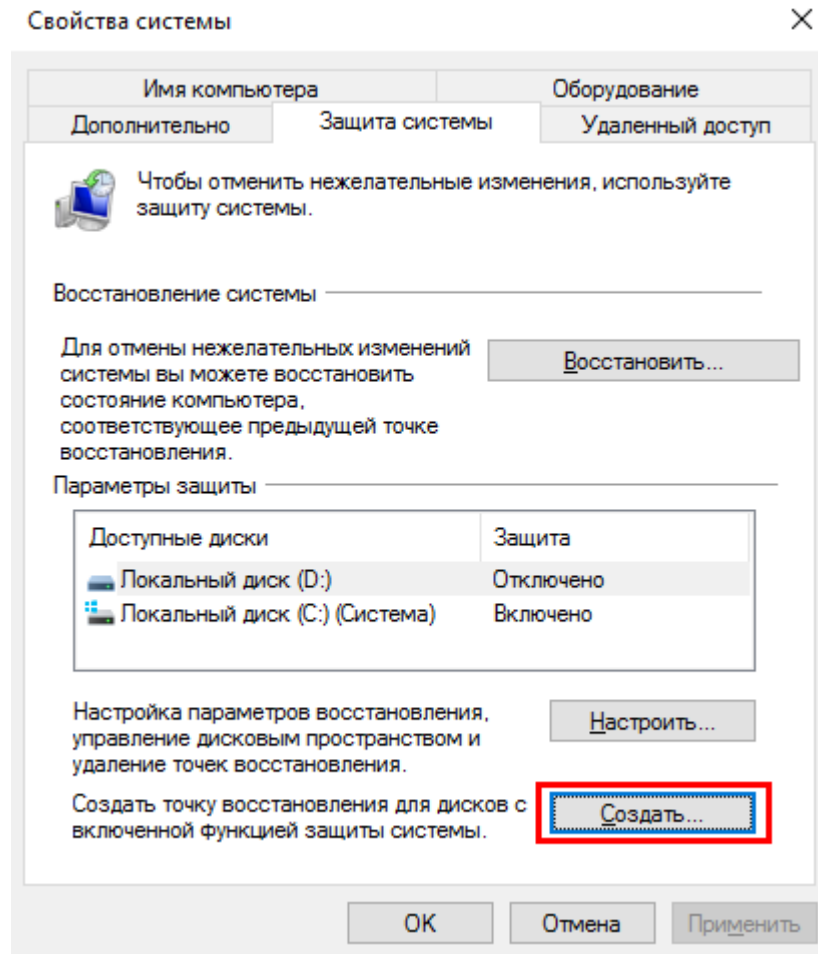 Свойства системы
Имя компьютера
Оборудование
Дополнительно
Защита системы
Удаленный доступ
Чтобы отменить нежелательные изменения, используйте
защиту системы.
Восстановление системы
Для отмены нежелательных изменений
системы вы можете восстановить
состояние компьютера,
соответствующее предыдущей точке
восстановления.
Восстановить...
Параметры защиты
Доступные диски
Защита
Локальный диск (D:)
Отключено
Локальный диск (C:) (Система)
Включено
Настройка параметров восстановления,
управление дисковым пространством и
удаление точек восстановления.
Настроить...
Создать точку восстановления для дисков с
включенной функцией защиты системы.
Создать...
OK
Отмена
Применить